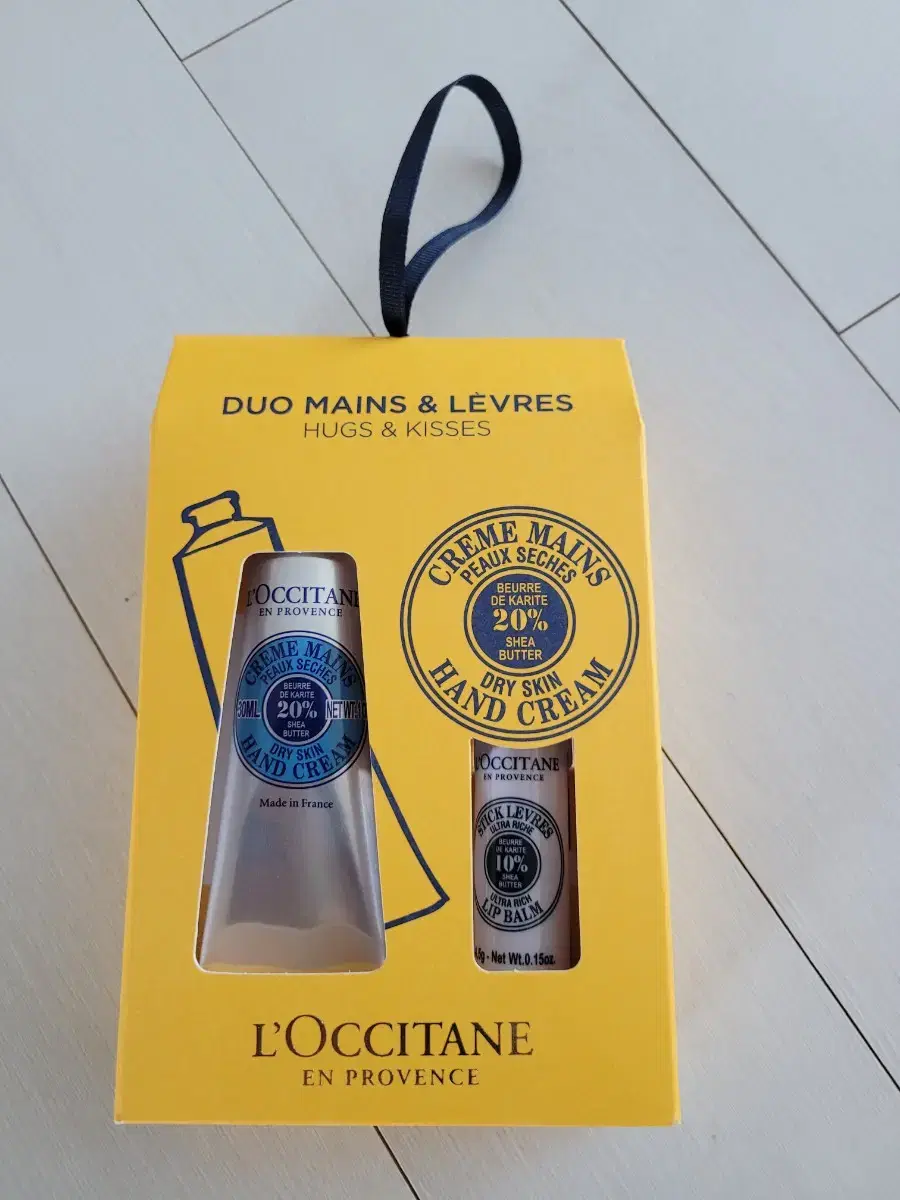 DUO MAINS & LÈVRES
HUGS & KISSES
CREME MAINS
PEAUX SECHES
BEURRE
DE KARITE
20%
SHEA
BUTTER
DRY SKIN
HAND CREAM
L'OCCITANE
EN PROVENCE
CREME MAINS
PEAUX SECHES
BEURRE
DE KARITE
30ML 20% NET WT.
SHEA
BUTTER
DRY SKIN
HAND CREAM
Made in France
L'OCCITANE
EN PROVENCE
STICK LEVRES
ULTRA RICHE
BEURRE
DE KARITE
10%
SHEA
BUTTER
ULTRA RICH
LIP BALM
- Net Wt.0.15oz.
L'OCCITANE
EN PROVENCE